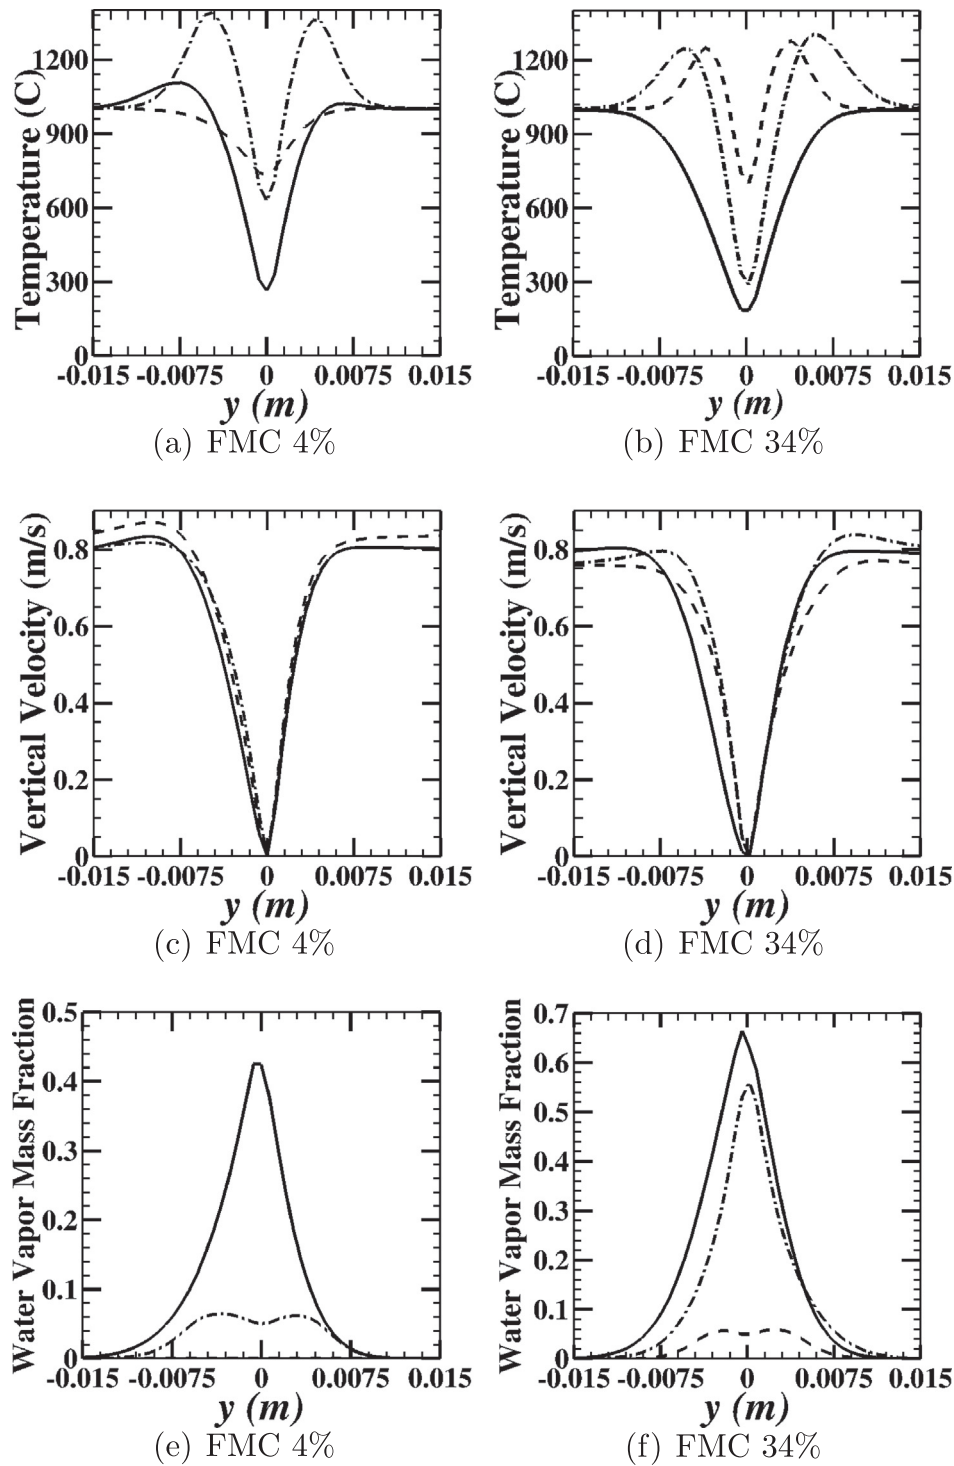 1200
900
600
300
0
Temperature (C)
-0.015 -0.0075 0 0.0075 0.015
y (m)
(a) FMC 4%
1200
900
600
300
0
Temperature (C)
-0.015 -0.0075 0 0.0075 0.015
y (m)
(b) FMC 34%
0.8
0.6
0.4
0.2
0
Vertical Velocity (m/s)
-0.015 -0.0075 0 0.0075 0.015
y (m)
(c) FMC 4%
0.8
0.6
0.4
0.2
0
Vertical Velocity (m/s)
-0.015 -0.0075 0 0.0075 0.015
y (m)
(d) FMC 34%
0.5
0.4
0.3
0.2
0.1
0
Water Vapor Mass Fraction
-0.015 -0.0075 0 0.0075 0.015
y (m)
(e) FMC 4%
0.7
0.6
0.5
0.4
0.3
0.2
0.1
0
Water Vapor Mass Fraction
-0.015 -0.0075 0 0.0075 0.015
y (m)
(f) FMC 34%